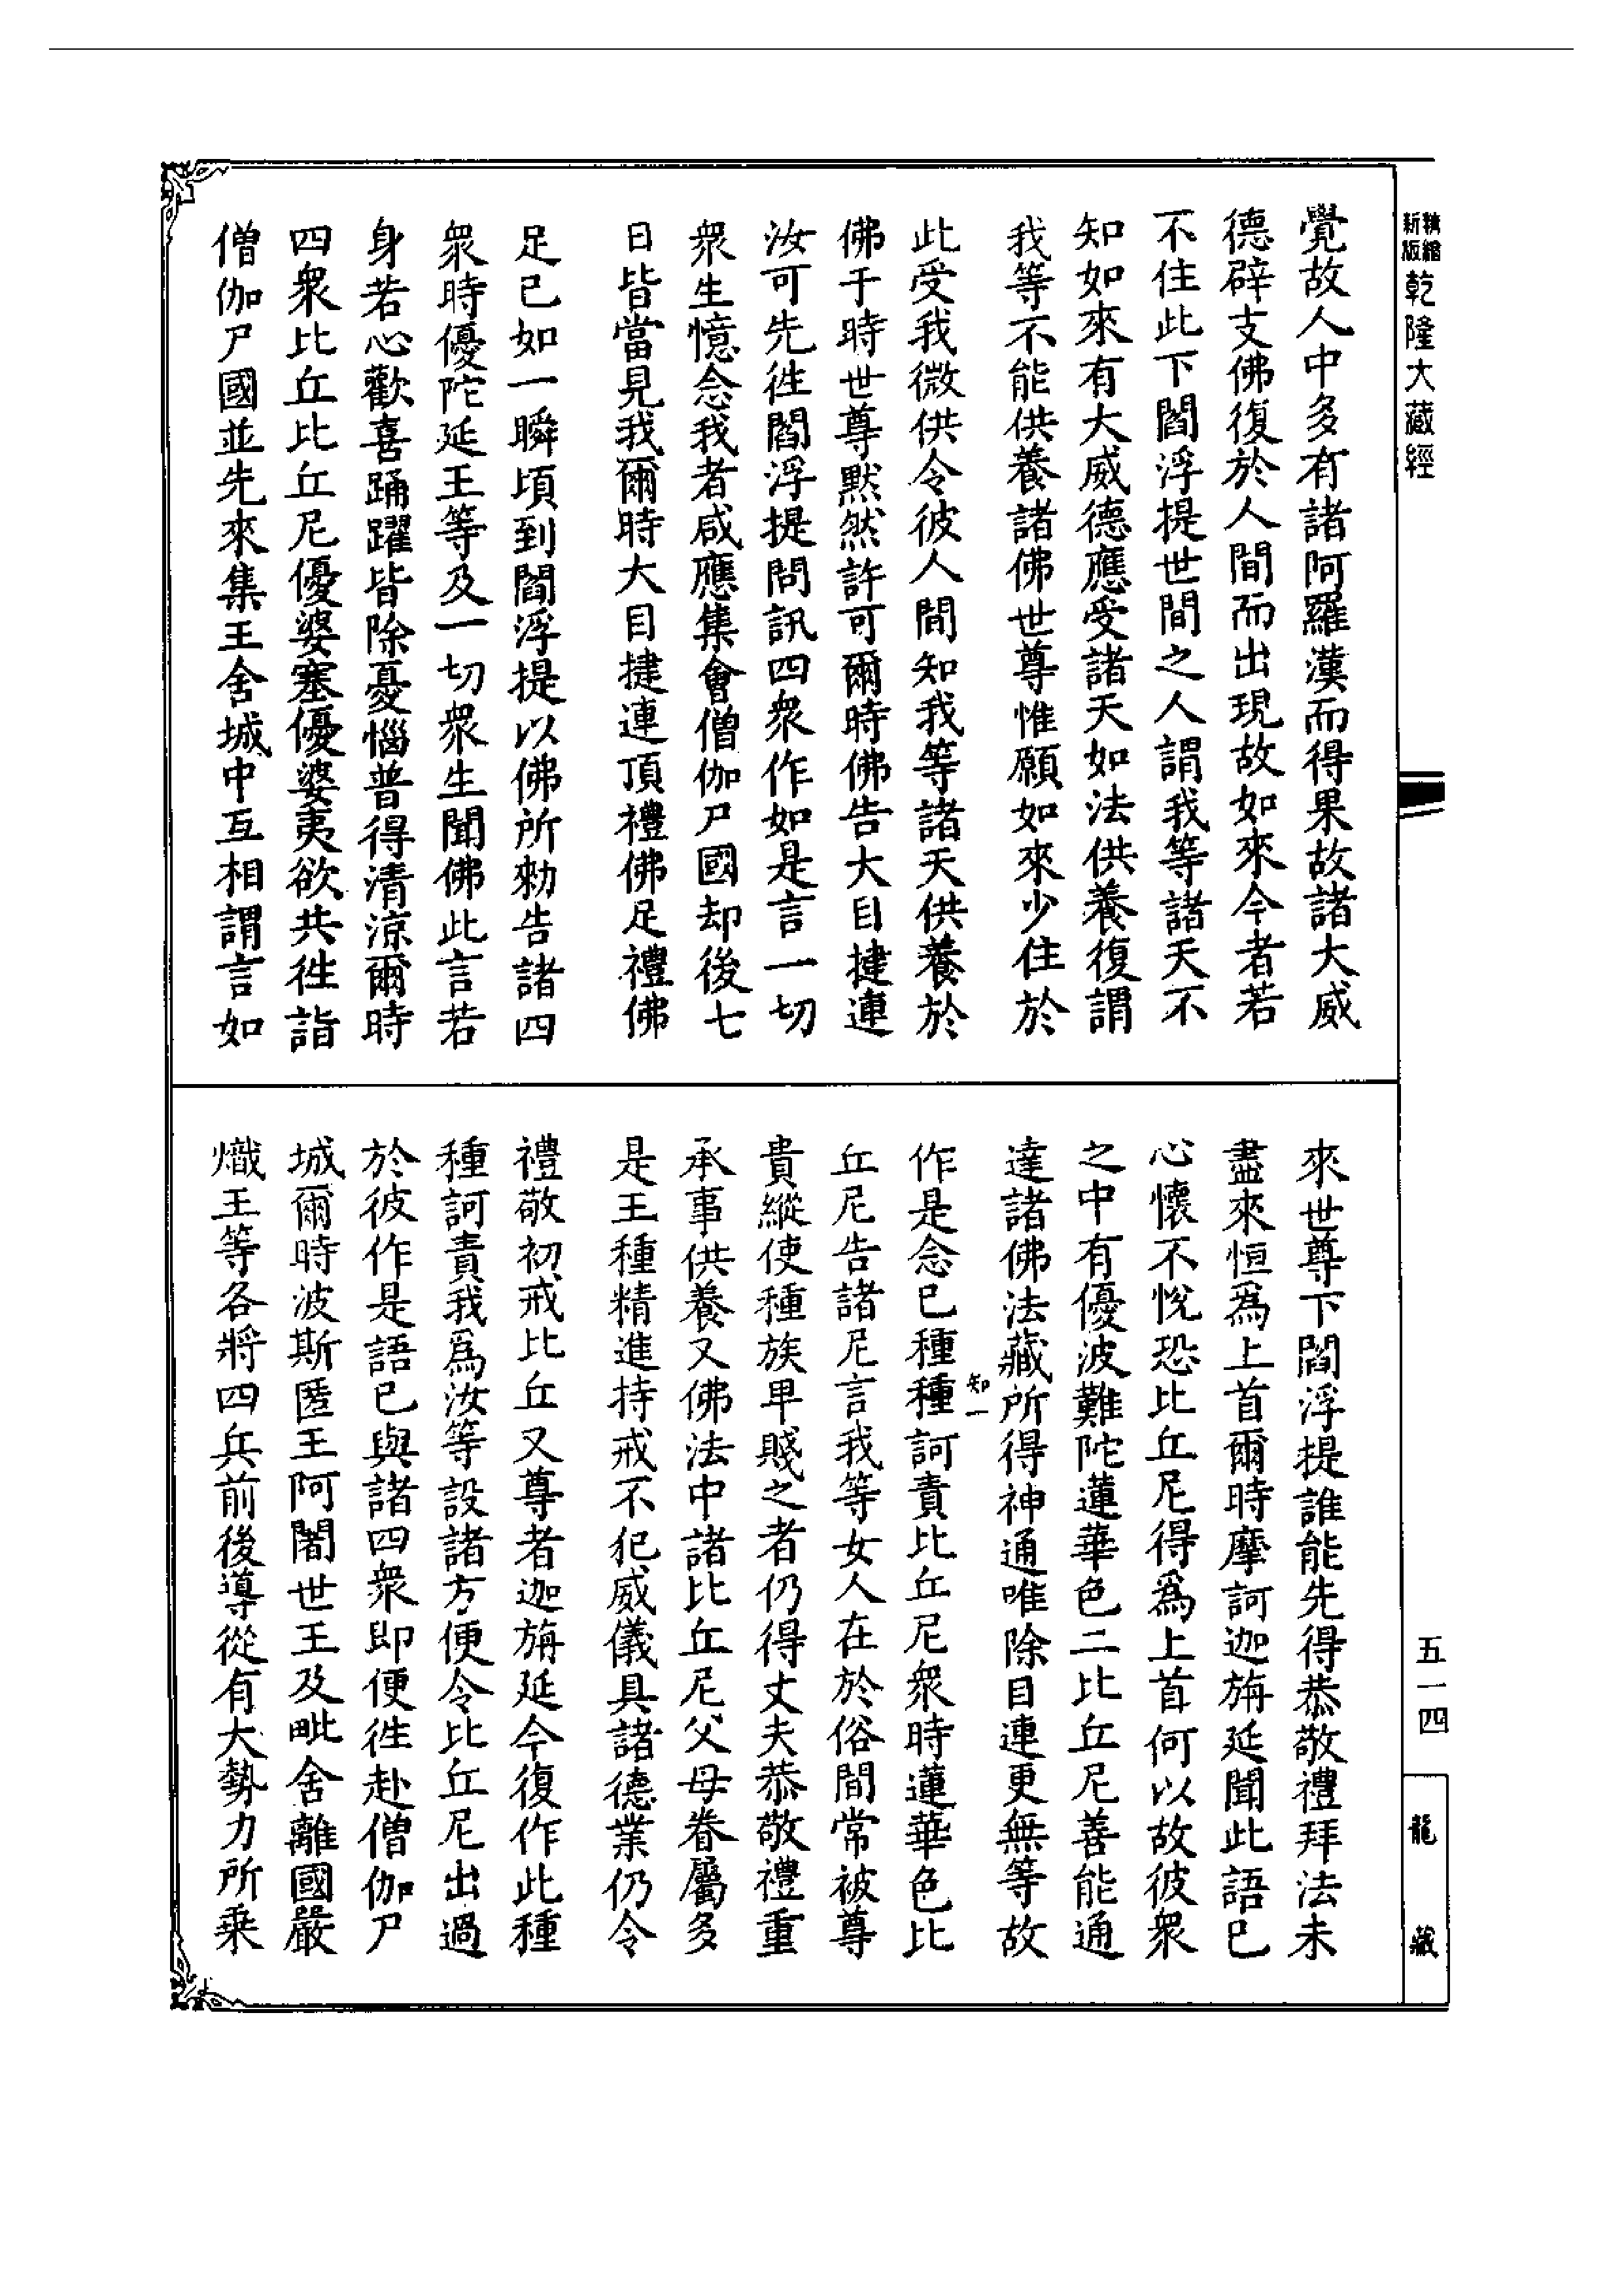 精縮新版乾隆大藏經
覺故人中多有諸阿羅漢而得果故諸大威
德辟支佛復於人間而出現故如來今者若
不住此下閻浮提世間之人謂我等諸天不
知如來有大威德應受諸天如法供養復謂
我等不能供養諸佛世尊惟願如來少住於
此受我微供令彼人間知我等諸天供養於
佛于時世尊默然許可爾時佛告大目揵連
汝可先徃閻浮提問訊四衆作如是言一切
衆生憶念我者咸應集會僧伽尸國却後七
日皆當見我爾時大目揵連頂禮佛足禮佛
足已如一瞬頃到閻浮提以佛所勅告諸四
衆時優陀延王等及一切衆生聞佛此言若
身若心歡喜踊躍皆除憂惱普得清涼爾時
四衆比丘比丘尼優婆塞優婆夷欲共徃詣
僧伽尸國並先來集王舍城中互相謂言如
來世尊下閻浮提誰能先得恭敬禮拜法未
盡來恒爲上首爾時摩訶迦旃延聞此語已
心懷不悅恐比丘尼得爲上首何以故彼衆
之中有優波難陀蓮華色二比丘尼善能通
達諸佛法藏所得神通唯除目連更無等故
知一
作是念已種種訶責比丘尼衆時蓮華色比
丘尼告諸尼言我等女人在於俗間常被尊
貴縱使種族卑賤之者仍得丈夫恭敬禮重
承事供養又佛法中諸比丘尼父母眷屬多
是王種精進持戒不犯威儀具諸德業仍令
禮敬初戒比丘又尊者迦旃延今復作此種
種訶責我爲汝等設諸方便令比丘尼出過
於彼作是語已與諸四衆即便徃赴僧伽尸
城爾時波斯匿王阿闍世王及毗舍離國嚴
熾王等各將四兵前後導從有大勢力所乘
五一四
龍藏